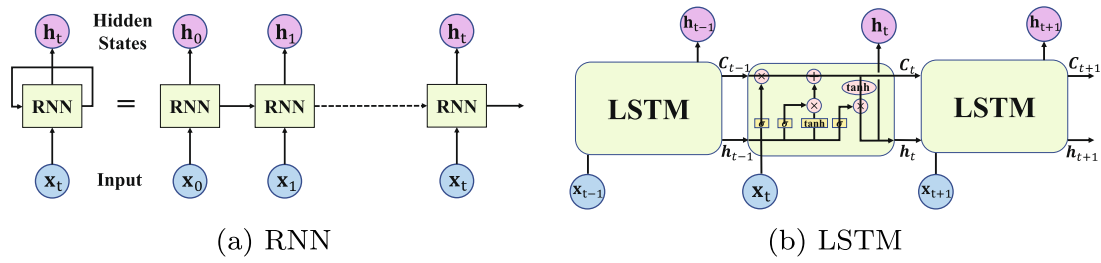 h_t Hidden States h_0 h_1 h_t
RNN = RNN RNN RNN
x_t Input x_0 x_1 x_t
(a) RNN
h_{t-1} h_t h_{t+1}
C_{t-1} C_t C_{t+1}
× +
tanh
LSTM × LSTM
σ σ tanh σ
h_{t-1} h_t h_{t+1}
x_{t-1} x_t x_{t+1}
(b) LSTM